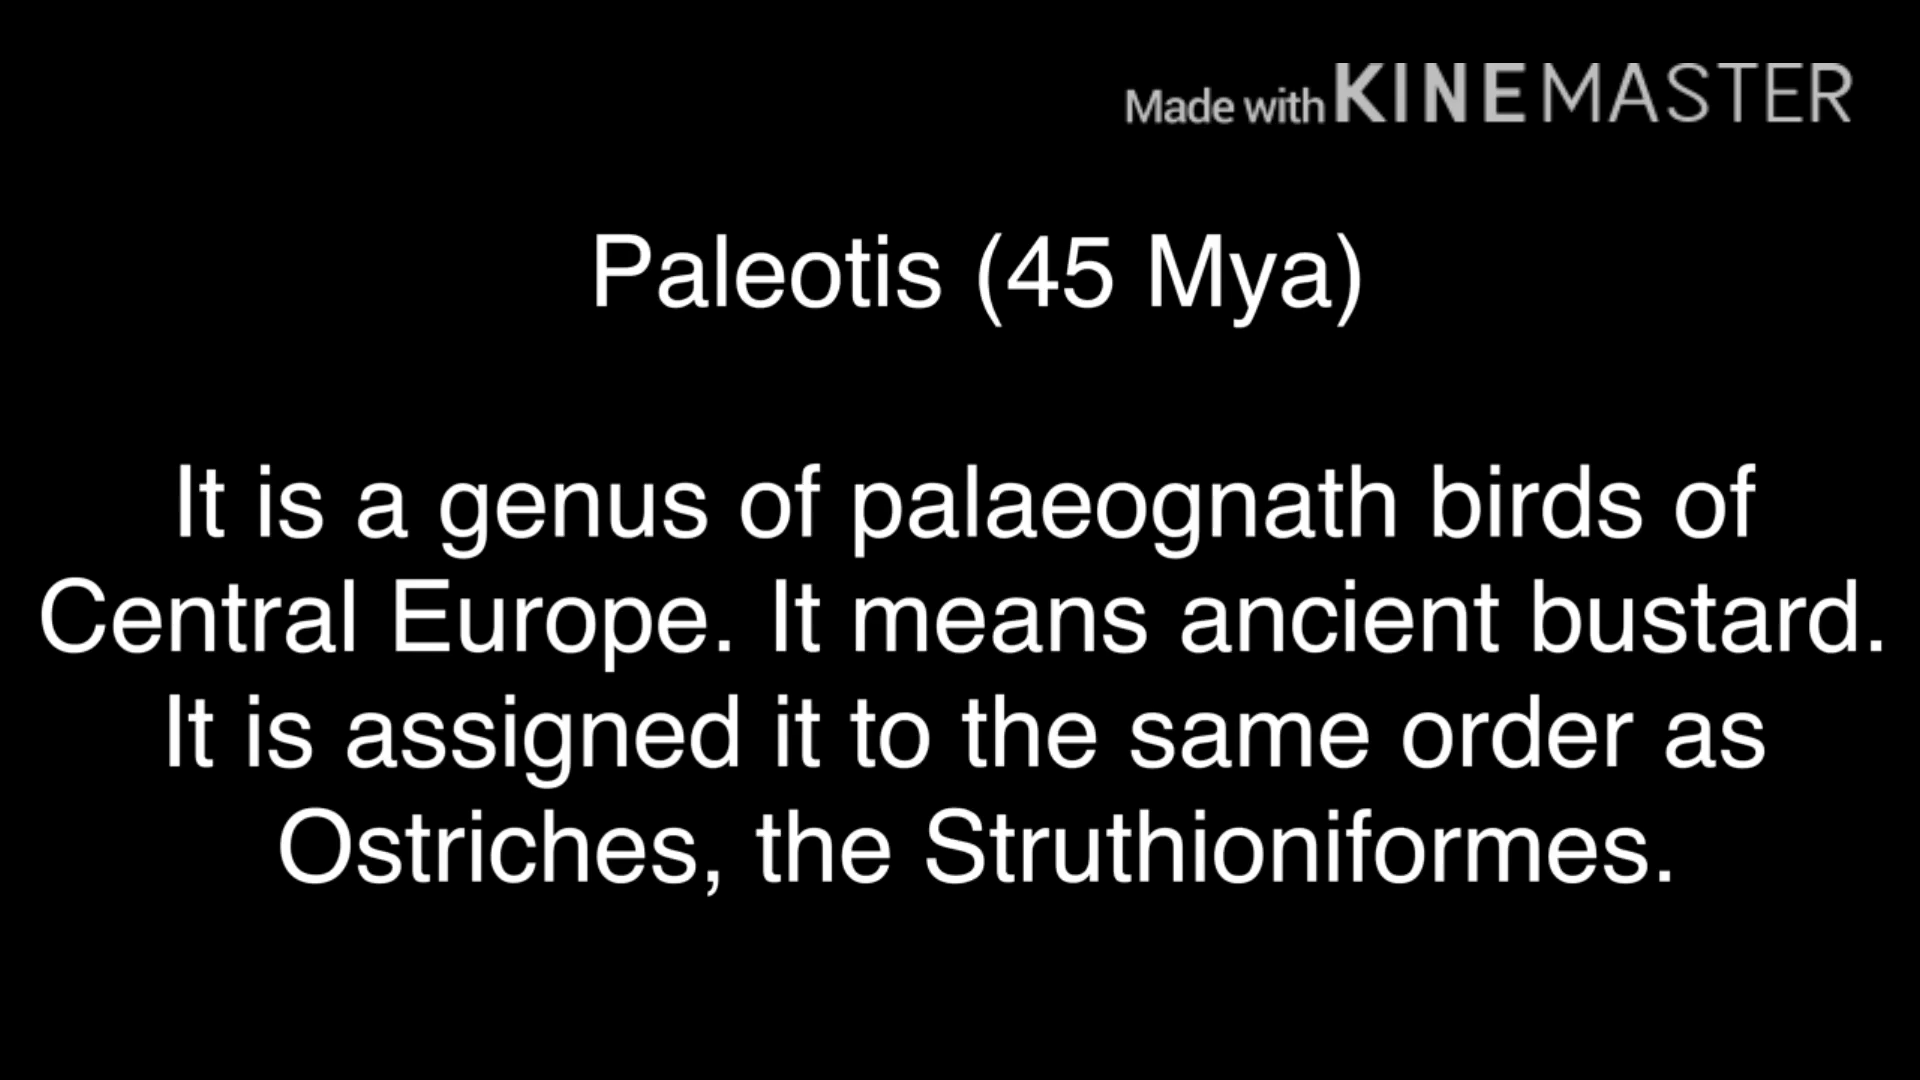 Made with KINEMASTER
Paleotis (45 Mya)
It is a genus of palaeognath birds of
Central Europe. It means ancient bustard.
It is assigned it to the same order as
Ostriches, the Struthioniformes.